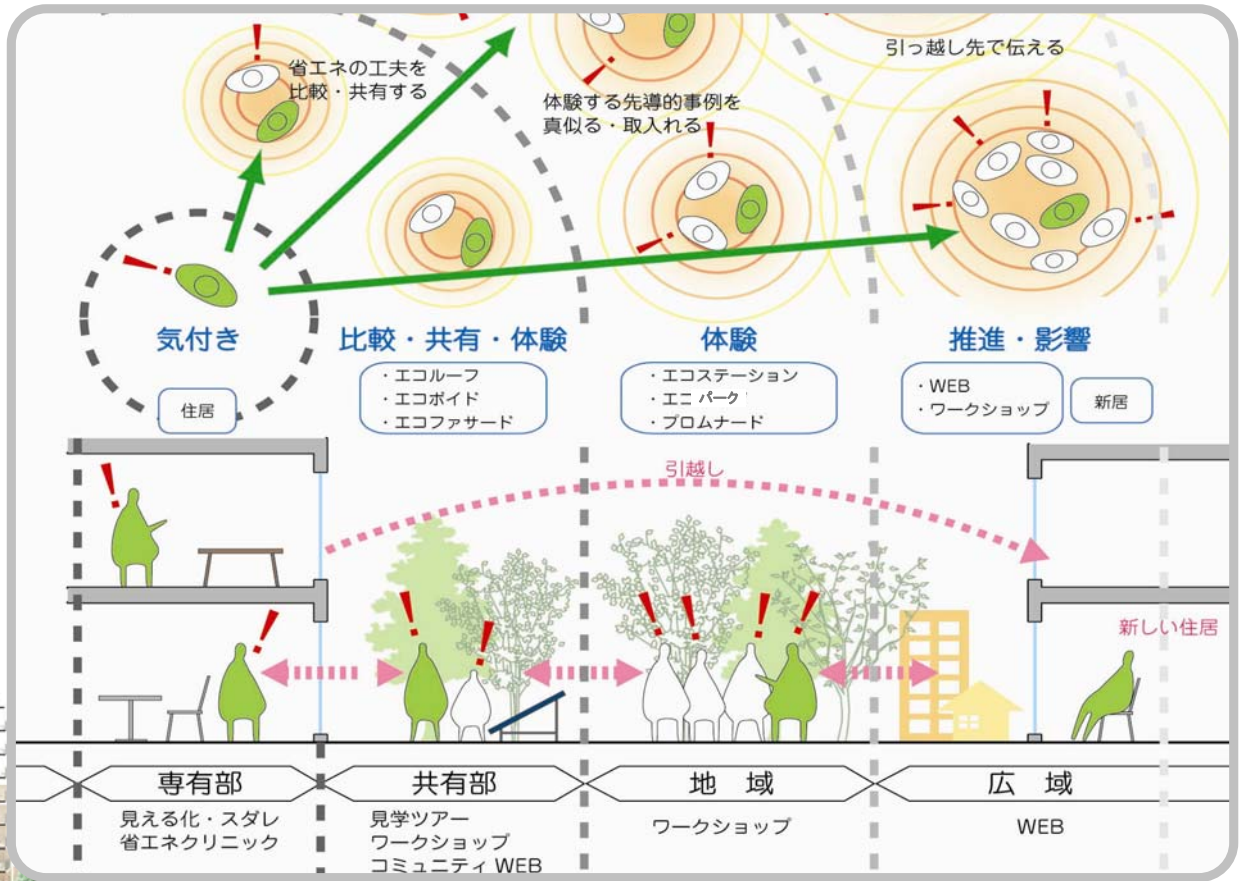 省エネの工夫を
比較・共有する
体験する先導的事例を
真似る・取入れる
引っ越し先で伝える
気付き
比較・共有・体験
体験
推進・影響
住居
・エコルーフ
・エコボイド
・エコファサード
・エコステーション
・エコパーク
・プロムナード
・WEB
・ワークショップ
新居
引越し
新しい住居
専有部
共有部
地 域
広 域
見える化・スダレ
省エネクリニック
見学ツアー
ワークショップ
コミュニティ WEB
ワークショップ
WEB